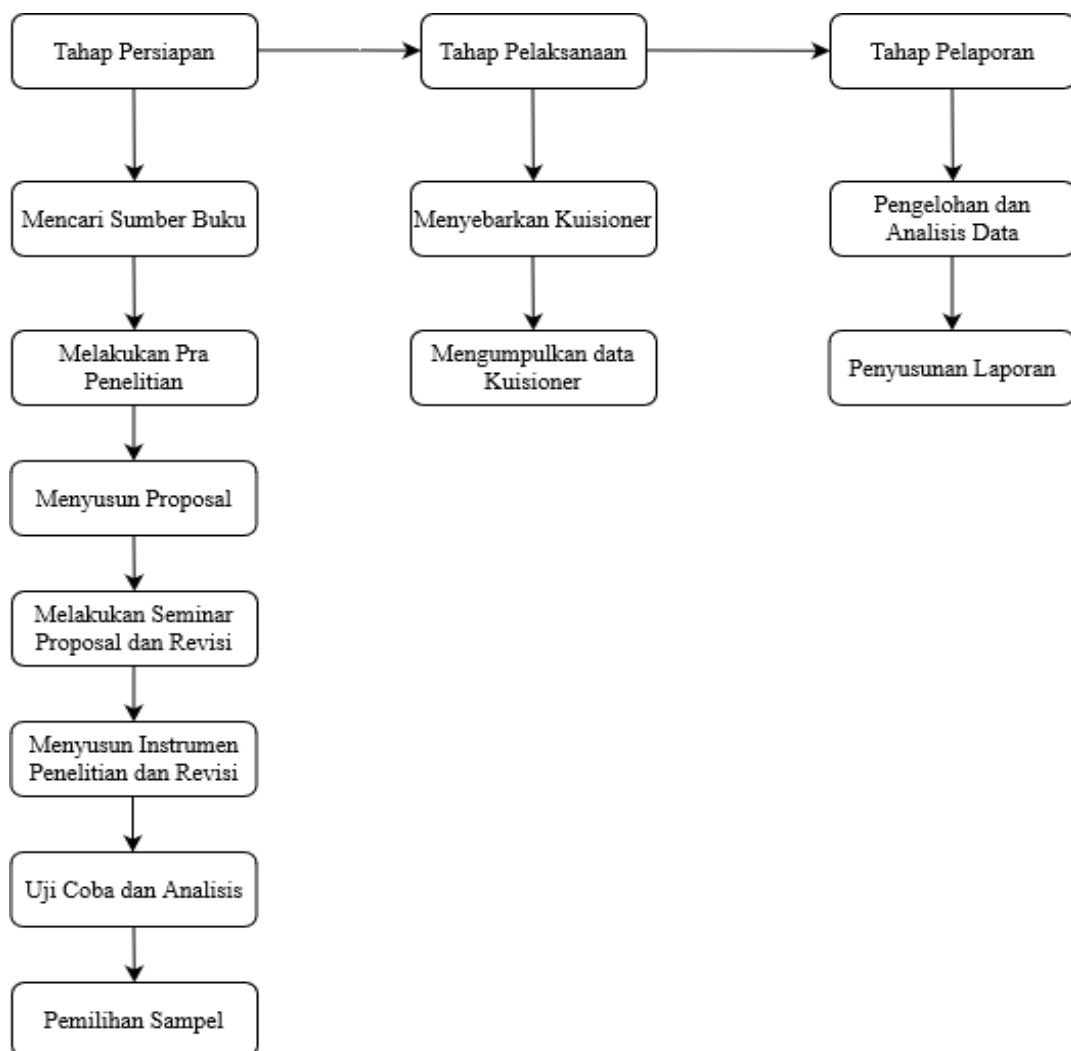 Tahap Persiapan
Tahap Pelaksanaan
Tahap Pelaporan
Mencari Sumber Buku
Menyebarkan Kuisioner
Pengelohan dan
Analisis Data
Melakukan Pra
Penelitian
Mengumpulkan data
Kuisioner
Penyusunan Laporan
Menyusun Proposal
Melakukan Seminar
Proposal dan Revisi
Menyusun Instrumen
Penelitian dan Revisi
Uji Coba dan Analisis
Pemilihan Sampel